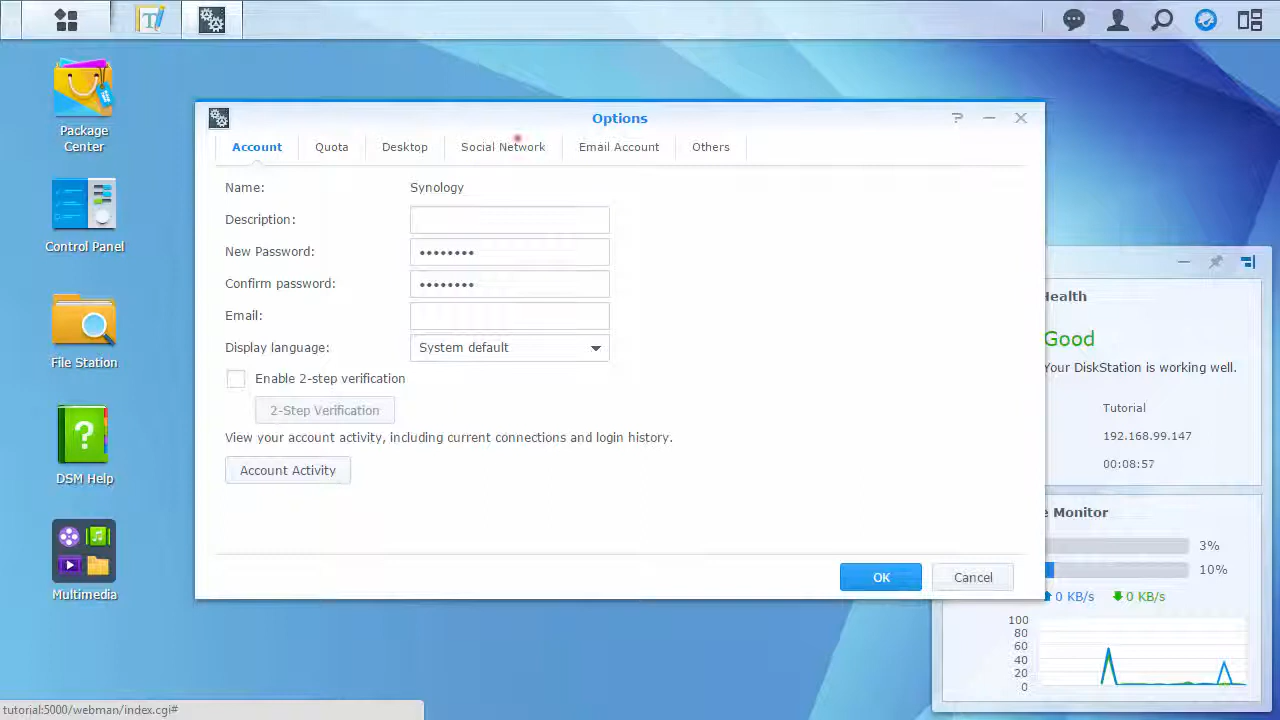 Package
Center
Control Panel
File Station
DSM Help
Multimedia
Options
Account
Quota
Desktop
Social Network
Email Account
Others
Name:
Synology
Description:
New Password:
••••••••
Confirm password:
••••••••
Email:
Display language:
System default
Enable 2-step verification
2-Step Verification
View your account activity, including current connections and login history.
Account Activity
OK
Cancel
Health
Good
Your DiskStation is working well.
Tutorial
192.168.99.147
00:08:57
e Monitor
3%
10%
0 KB/s
0 KB/s
100
80
60
40
20
0
tutorial:5000/webman/index.cgi#